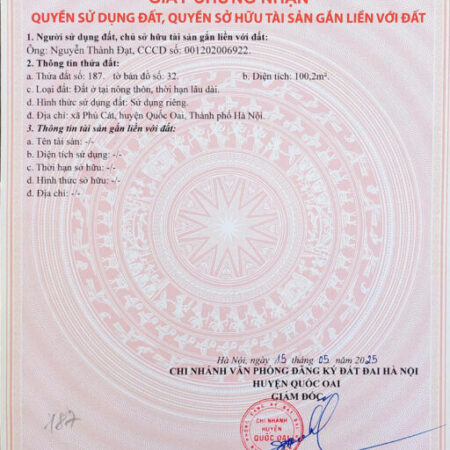 GIẤY CHỨNG NHẬN
QUYỀN SỬ DỤNG ĐẤT, QUYỀN SỞ HỮU TÀI SẢN GẮN LIỀN VỚI ĐẤT
1. Người sử dụng đất, chủ sở hữu tài sản gắn liền với đất:
Ông: Nguyễn Thành Đạt, CCCD số: 001202006922.
2. Thông tin thửa đất:
a. Thửa đất số: 187. tờ bản đồ số: 32. b. Diện tích: 100,2m².
c. Loại đất: Đất ở tại nông thôn, thời hạn lâu dài.
d. Hình thức sử dụng đất: Sử dụng riêng.
đ. Địa chỉ: xã Phú Cát, huyện Quốc Oai, Thành phố Hà Nội.
3. Thông tin tài sản gắn liền với đất:
a. Tên tài sản: -/-
b. Diện tích sử dụng: -/-
c. Thời hạn sở hữu: -/-
d. Hình thức sở hữu: -/-
đ. Địa chỉ: -/-
Hà Nội, ngày 15 tháng 05 năm 2025
CHI NHÁNH VĂN PHÒNG ĐĂNG KÝ ĐẤT ĐAI HÀ NỘI
HUYỆN QUỐC OAI
GIÁM ĐỐC
187
CHI NHÁNH
HUYỆN
QUỐC OAI